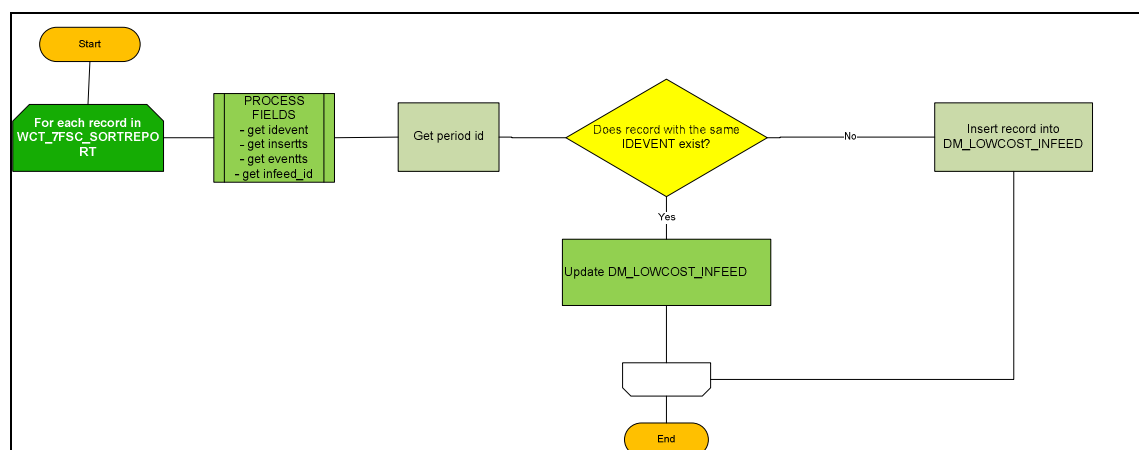 Start
For each record in
WCT_7FSC_SORTREPO
RT
PROCESS
FIELDS
- get idevent
- get insertts
- get eventts
- get infeed_id
Get period id
Does record with the same
IDEVENT exist?
No
Insert record into
DM_LOWCOST_INFEED
Yes
Update DM_LOWCOST_INFEED
End